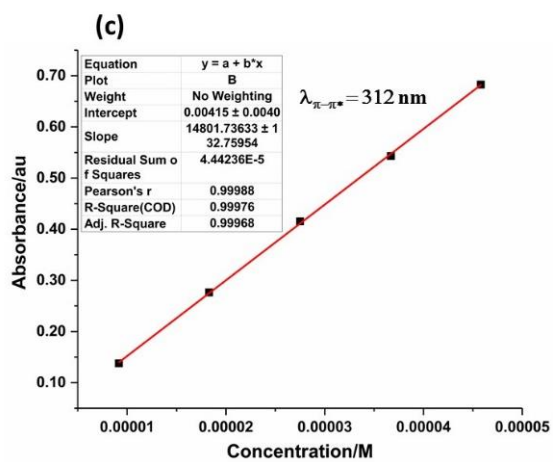 (c)
Equation y = a + b*x
Plot B
Weight No Weighting
Intercept 0.00415 ± 0.0040
Slope 14801.73633 ± 1
32.75954
Residual Sum o
f Squares 4.44236E-5
Pearson's r 0.99988
R-Square(COD) 0.99976
Adj. R-Square 0.99968
λπ−π* = 312 nm
Absorbance/au
0.70
0.60
0.50
0.40
0.30
0.20
0.10
0.00001 0.00002 0.00003 0.00004 0.00005
Concentration/M